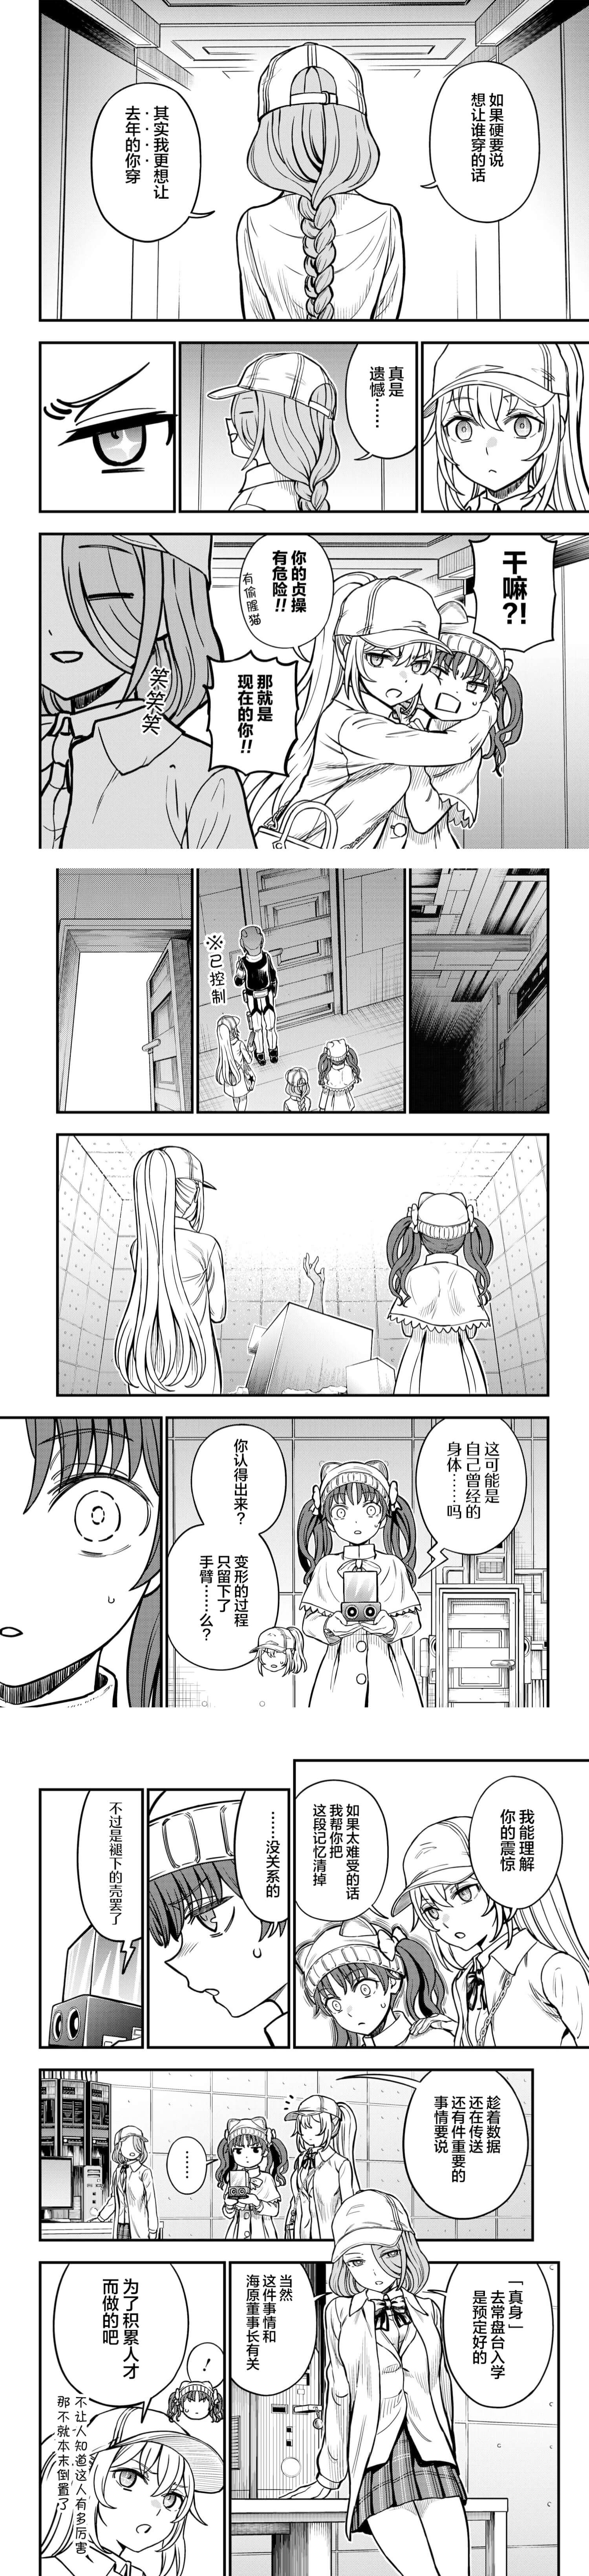 如果硬要说
想让谁穿的话
其实我更想让
去年的你穿
真是
遗憾……
干嘛?!
你的贞操
有危险!!
有偷腥猫
那就是
现在的你!!
笑笑笑
※已控制
这可能是
自己曾经的
身体……吗
你认得出来?
变形的过程
只留下了
手臂……么?
我能理解
你的震惊
如果太难受的话
我帮你把
这段记忆清掉
……没关系的
不过是褪下的壳罢了
趁着数据
还在传送
还有件重要的
事情要说
……
「真身」
去常盘台入学
是预定好的
当然
这件事情和
海原董事长有关
!
为了积累人才
而做的吧
不让人知道这人有多厉害
那不就本末倒置了